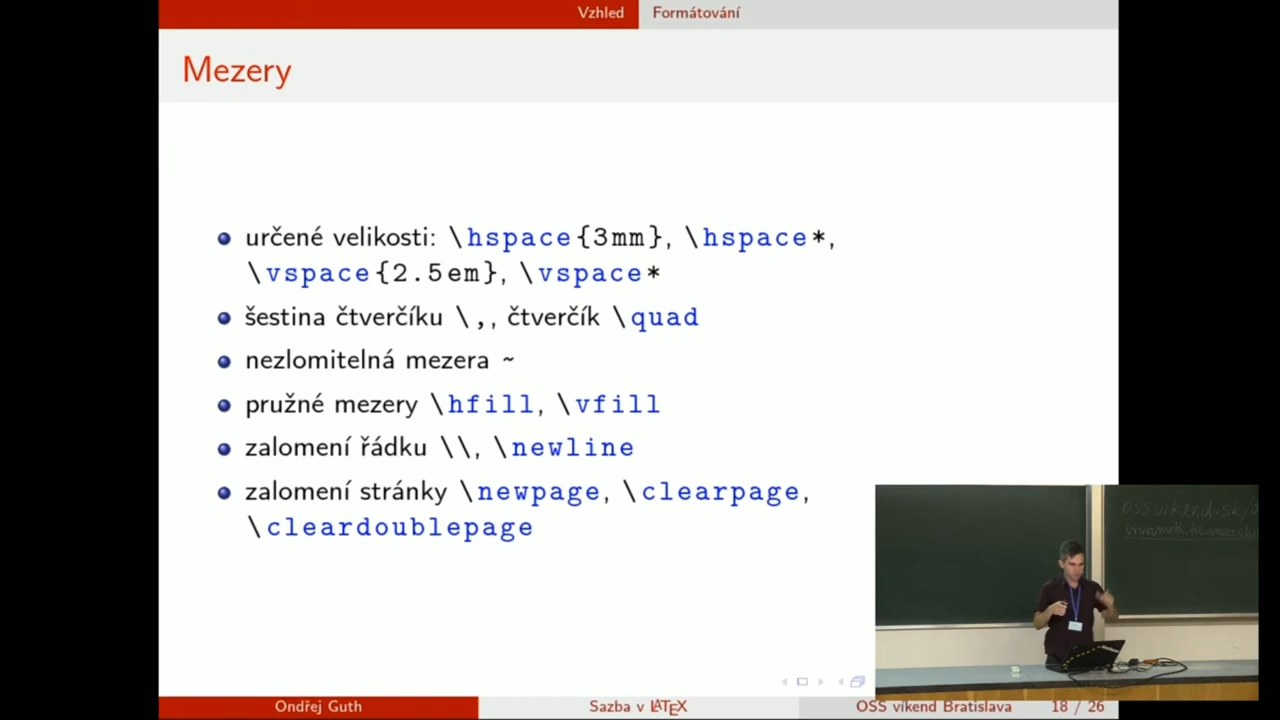 Vzhled Formátování
Mezery
určené velikosti: \hspace{3mm}, \hspace*,
\vspace{2.5em}, \vspace*
šestina čtverčíku \,, čtverčík \quad
nezlomitelná mezera ~
pružné mezery \hfill, \vfill
zalomení řádku \\, \newline
zalomení stránky \newpage, \clearpage,
\cleardoublepage
Ondřej Guth Sazba v LATEX OSS víkend Bratislava 18 / 26